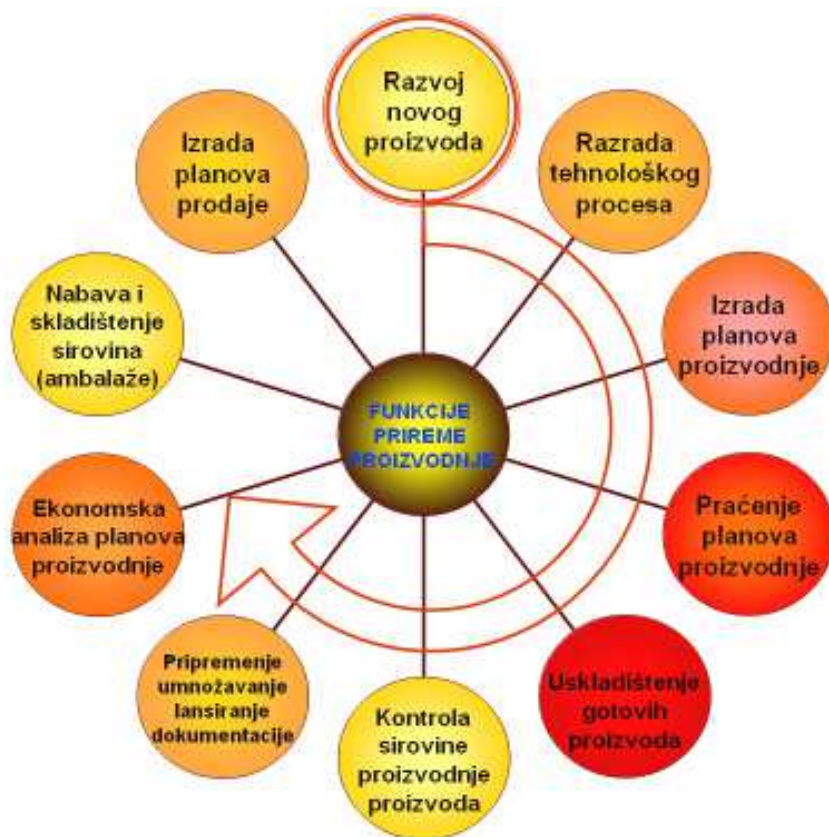 Razvoj
novog
proizvoda
Razrada
tehnološkog
procesa
Izrada
planova
proizvodnje
Praćenje
planova
proizvodnje
Uskladištenje
gotovih
proizvoda
Kontrola
sirovine
proizvodnje
proizvoda
Pripremenje
umnožavanje
lansiranje
dokumentacije
Ekonomska
analiza planova
proizvodnje
Nabava i
skladištenje
sirovina
(ambalaže)
Izrada
planova
prodaje
FUNKCIJE
PRIREME
PROIZVODNJE